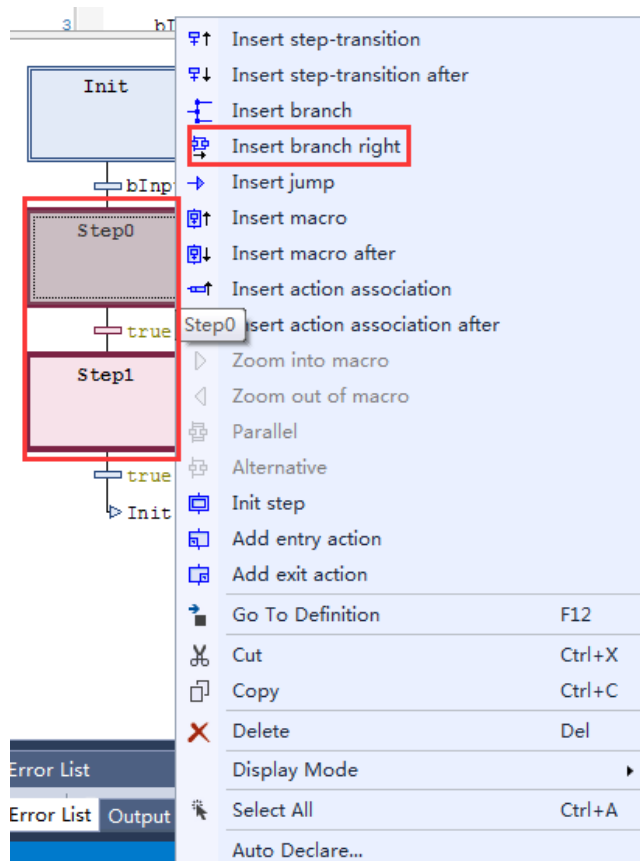 3
Insert step-transition
Insert step-transition after
Init
Insert branch
Insert branch right
bInp
Insert jump
Step0
Insert macro
Insert macro after
Insert action association
true
Step0
nsert action association after
Step1
Zoom into macro
Zoom out of macro
Parallel
true
Alternative
Init
Init step
Add entry action
Add exit action
Go To Definition F12
Cut Ctrl+X
Copy Ctrl+C
Delete Del
Error List
Display Mode
Error List Output
Select All Ctrl+A
Auto Declare...